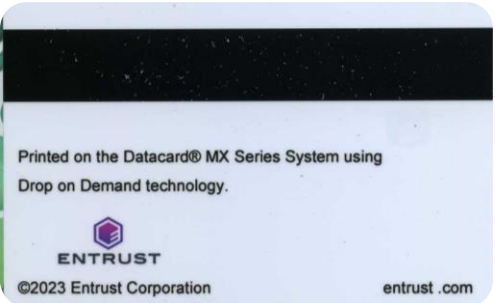 Printed on the Datacard® MX Series System using
Drop on Demand technology.
ENTRUST
©2023 Entrust Corporation
entrust .com